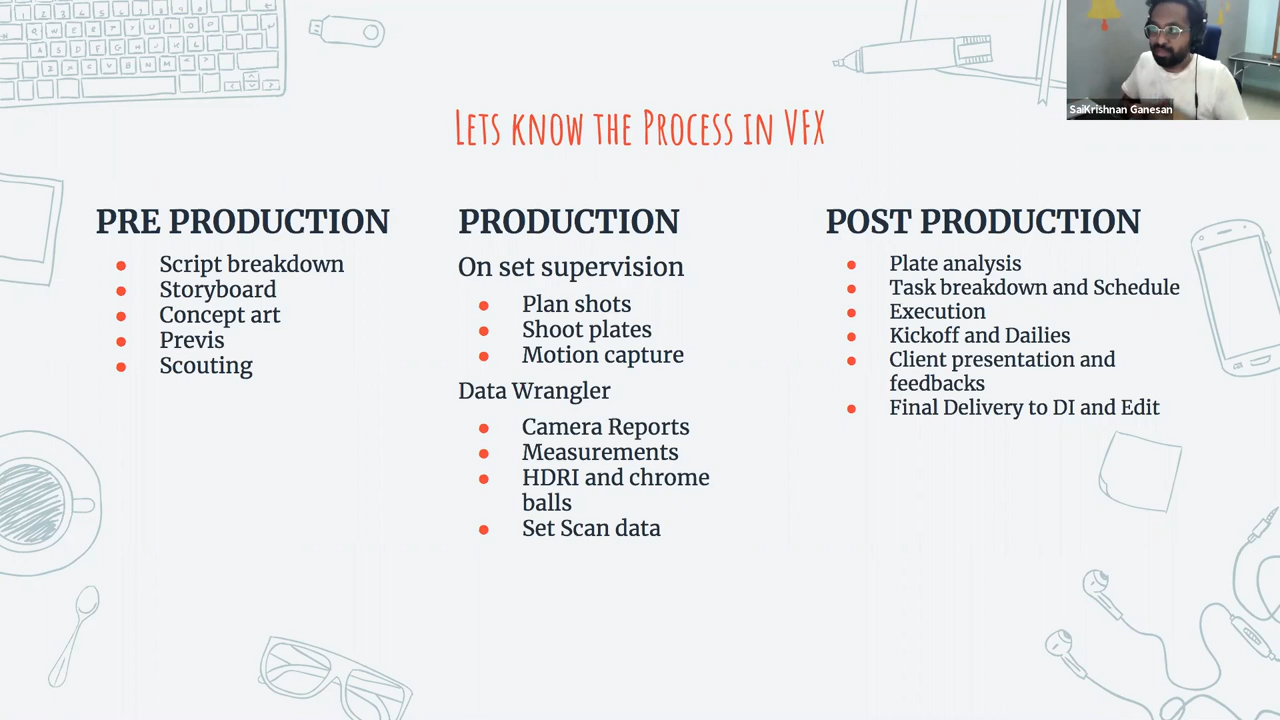 SaiKrishnan Ganesan
Lets know the Process in VFX
PRE PRODUCTION
Script breakdown
Storyboard
Concept art
Previs
Scouting
PRODUCTION
On set supervision
Plan shots
Shoot plates
Motion capture
Data Wrangler
Camera Reports
Measurements
HDRI and chrome
balls
Set Scan data
POST PRODUCTION
Plate analysis
Task breakdown and Schedule
Execution
Kickoff and Dailies
Client presentation and
feedbacks
Final Delivery to DI and Edit